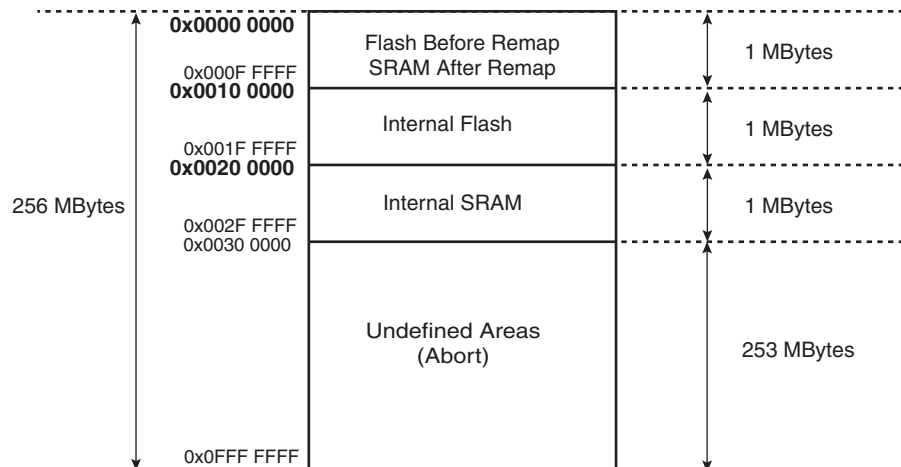 0x0000 0000
Flash Before Remap
SRAM After Remap
1 MBytes
0x000F FFFF
0x0010 0000
Internal Flash
1 MBytes
0x001F FFFF
0x0020 0000
256 MBytes
Internal SRAM
1 MBytes
0x002F FFFF
0x0030 0000
Undefined Areas
(Abort)
253 MBytes
0x0FFF FFFF